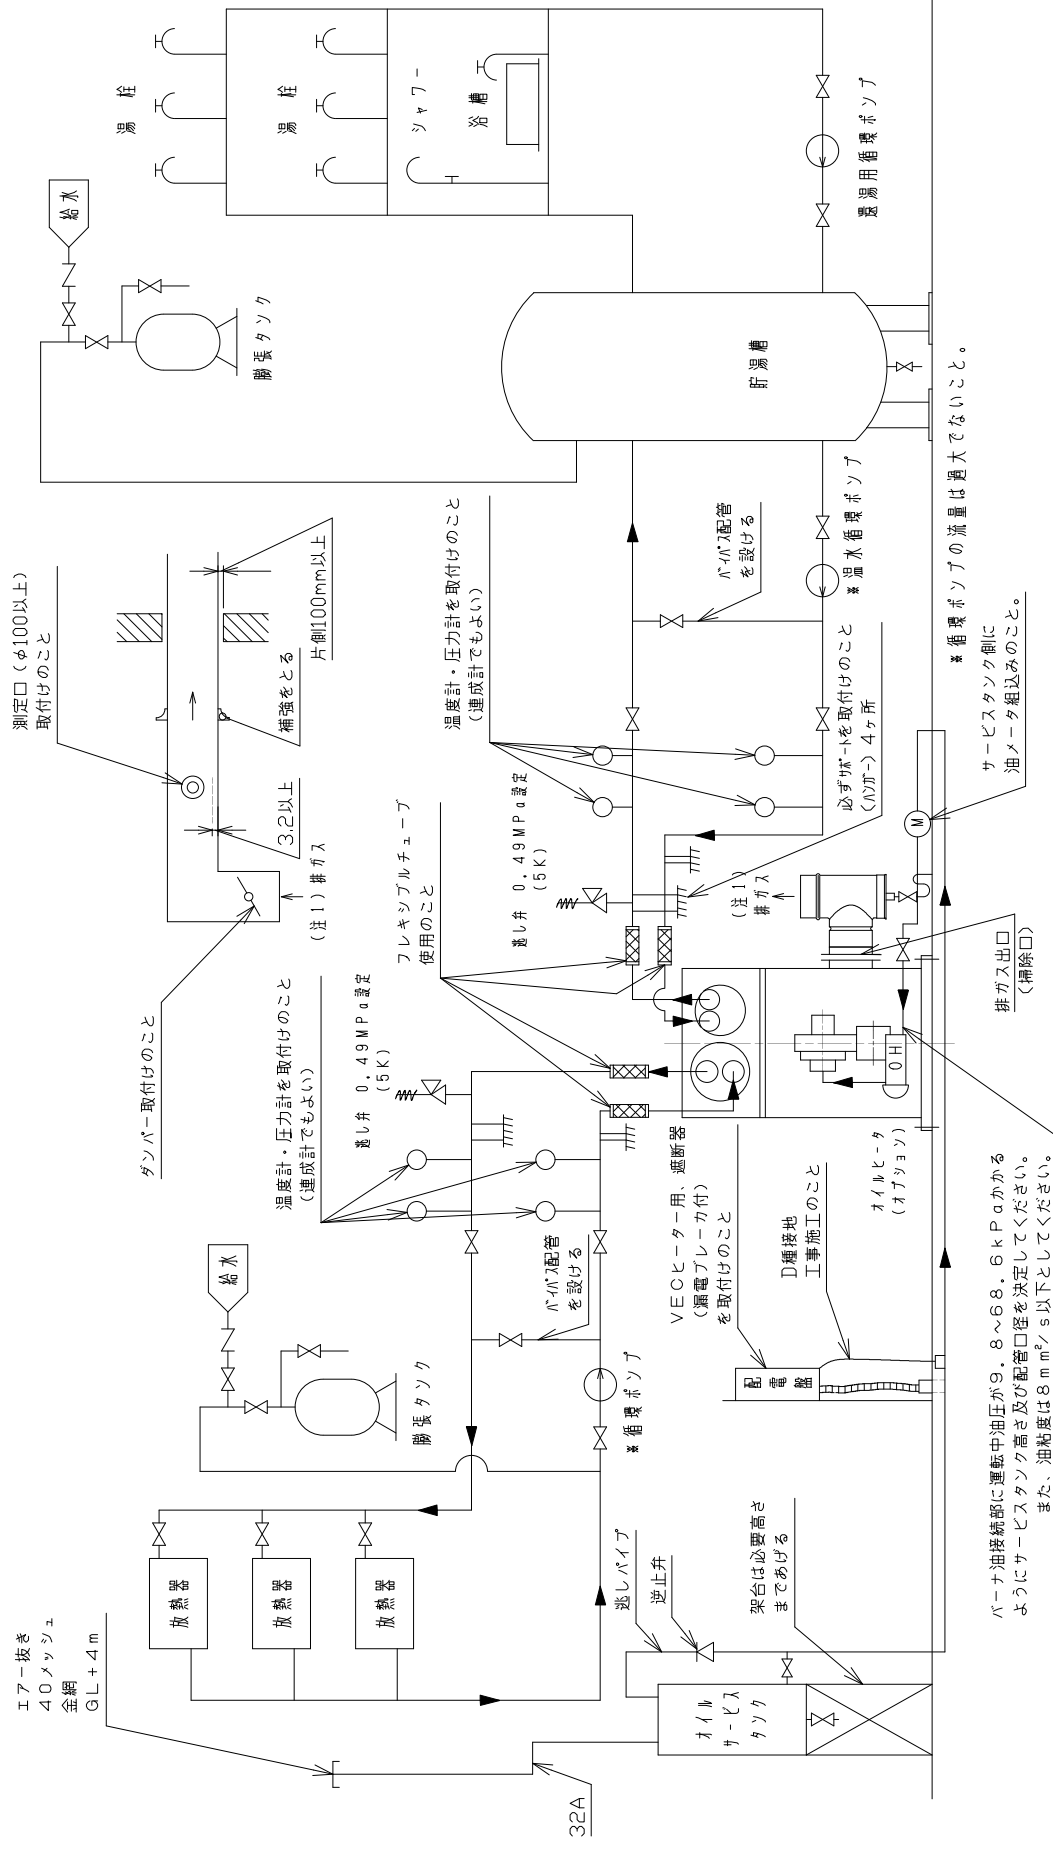 エアー抜き
４０メッシュ
金網
ＧＬ＋４ｍ
32A
放熱器
放熱器
放熱器
給水
膨張タンク
オイル
サービス
タンク
逃しパイプ
逆止弁
架台は必要高さ
まであげる
※循環ポンプ
ﾊﾞｲﾊﾟｽ配管
を設ける
温度計・圧力計を取付けのこと
（連成計でもよい）
逃し弁　０．４９ＭＰａ設定
（５Ｋ）
フレキシブルチューブ
使用のこと
ダンパー取付けのこと
（注１）排ガス
3.2以上
補強をとる
片側100mm以上
測定口（φ100以上）
取付けのこと
給水
膨張タンク
湯　栓
湯　栓
シャワー
浴槽
還湯用循環ポンプ
貯湯槽
温度計・圧力計を取付けのこと
（連成計でもよい）
逃し弁　０．４９ＭＰａ設定
（５Ｋ）
ﾊﾞｲﾊﾟｽ配管
を設ける
※温水循環ポンプ
※循環ポンプの流量は過大でないこと。
必ずｻﾎﾟｰﾄを取付けのこと
（ﾊﾝｶﾞｰ）４ヶ所
サービスタンク側に
油メータ組込みのこと。
M
（注１）
排ガス
排ガス出口
（掃除口）
OH
オイルヒータ
（オプション）
ＶＥＣヒーター用、遮断器
（漏電ブレーカ付）
を取付けのこと
D種接地
工事施工のこと
配電盤
バーナ油接続部に運転中油圧が９．８～６８．６ｋＰａかかる
ようにサービスタンク高さ及び配管口径を決定してください。
また、油粘度は８ｍｍ²／ｓ以下としてください。